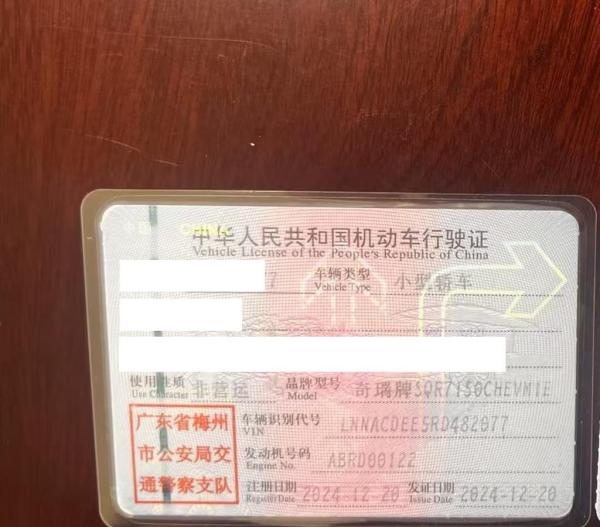 中国 CHINA
中华人民共和国机动车行驶证
Vehicle License of the People's Republic of China
7 车辆类型 小型轿车
Vehicle Type
使用性质 非营运 品牌型号 奇瑞牌SQR7150CHEVM1E
Use Character Model
广东省梅州
市公安局交
通警察支队
车辆识别代号 LNNACDEE5RD482077
VIN
发动机号码 ABRD00122
Engine No.
注册日期 2024-12-20 发证日期 2024-12-20
Register Date Issue Date